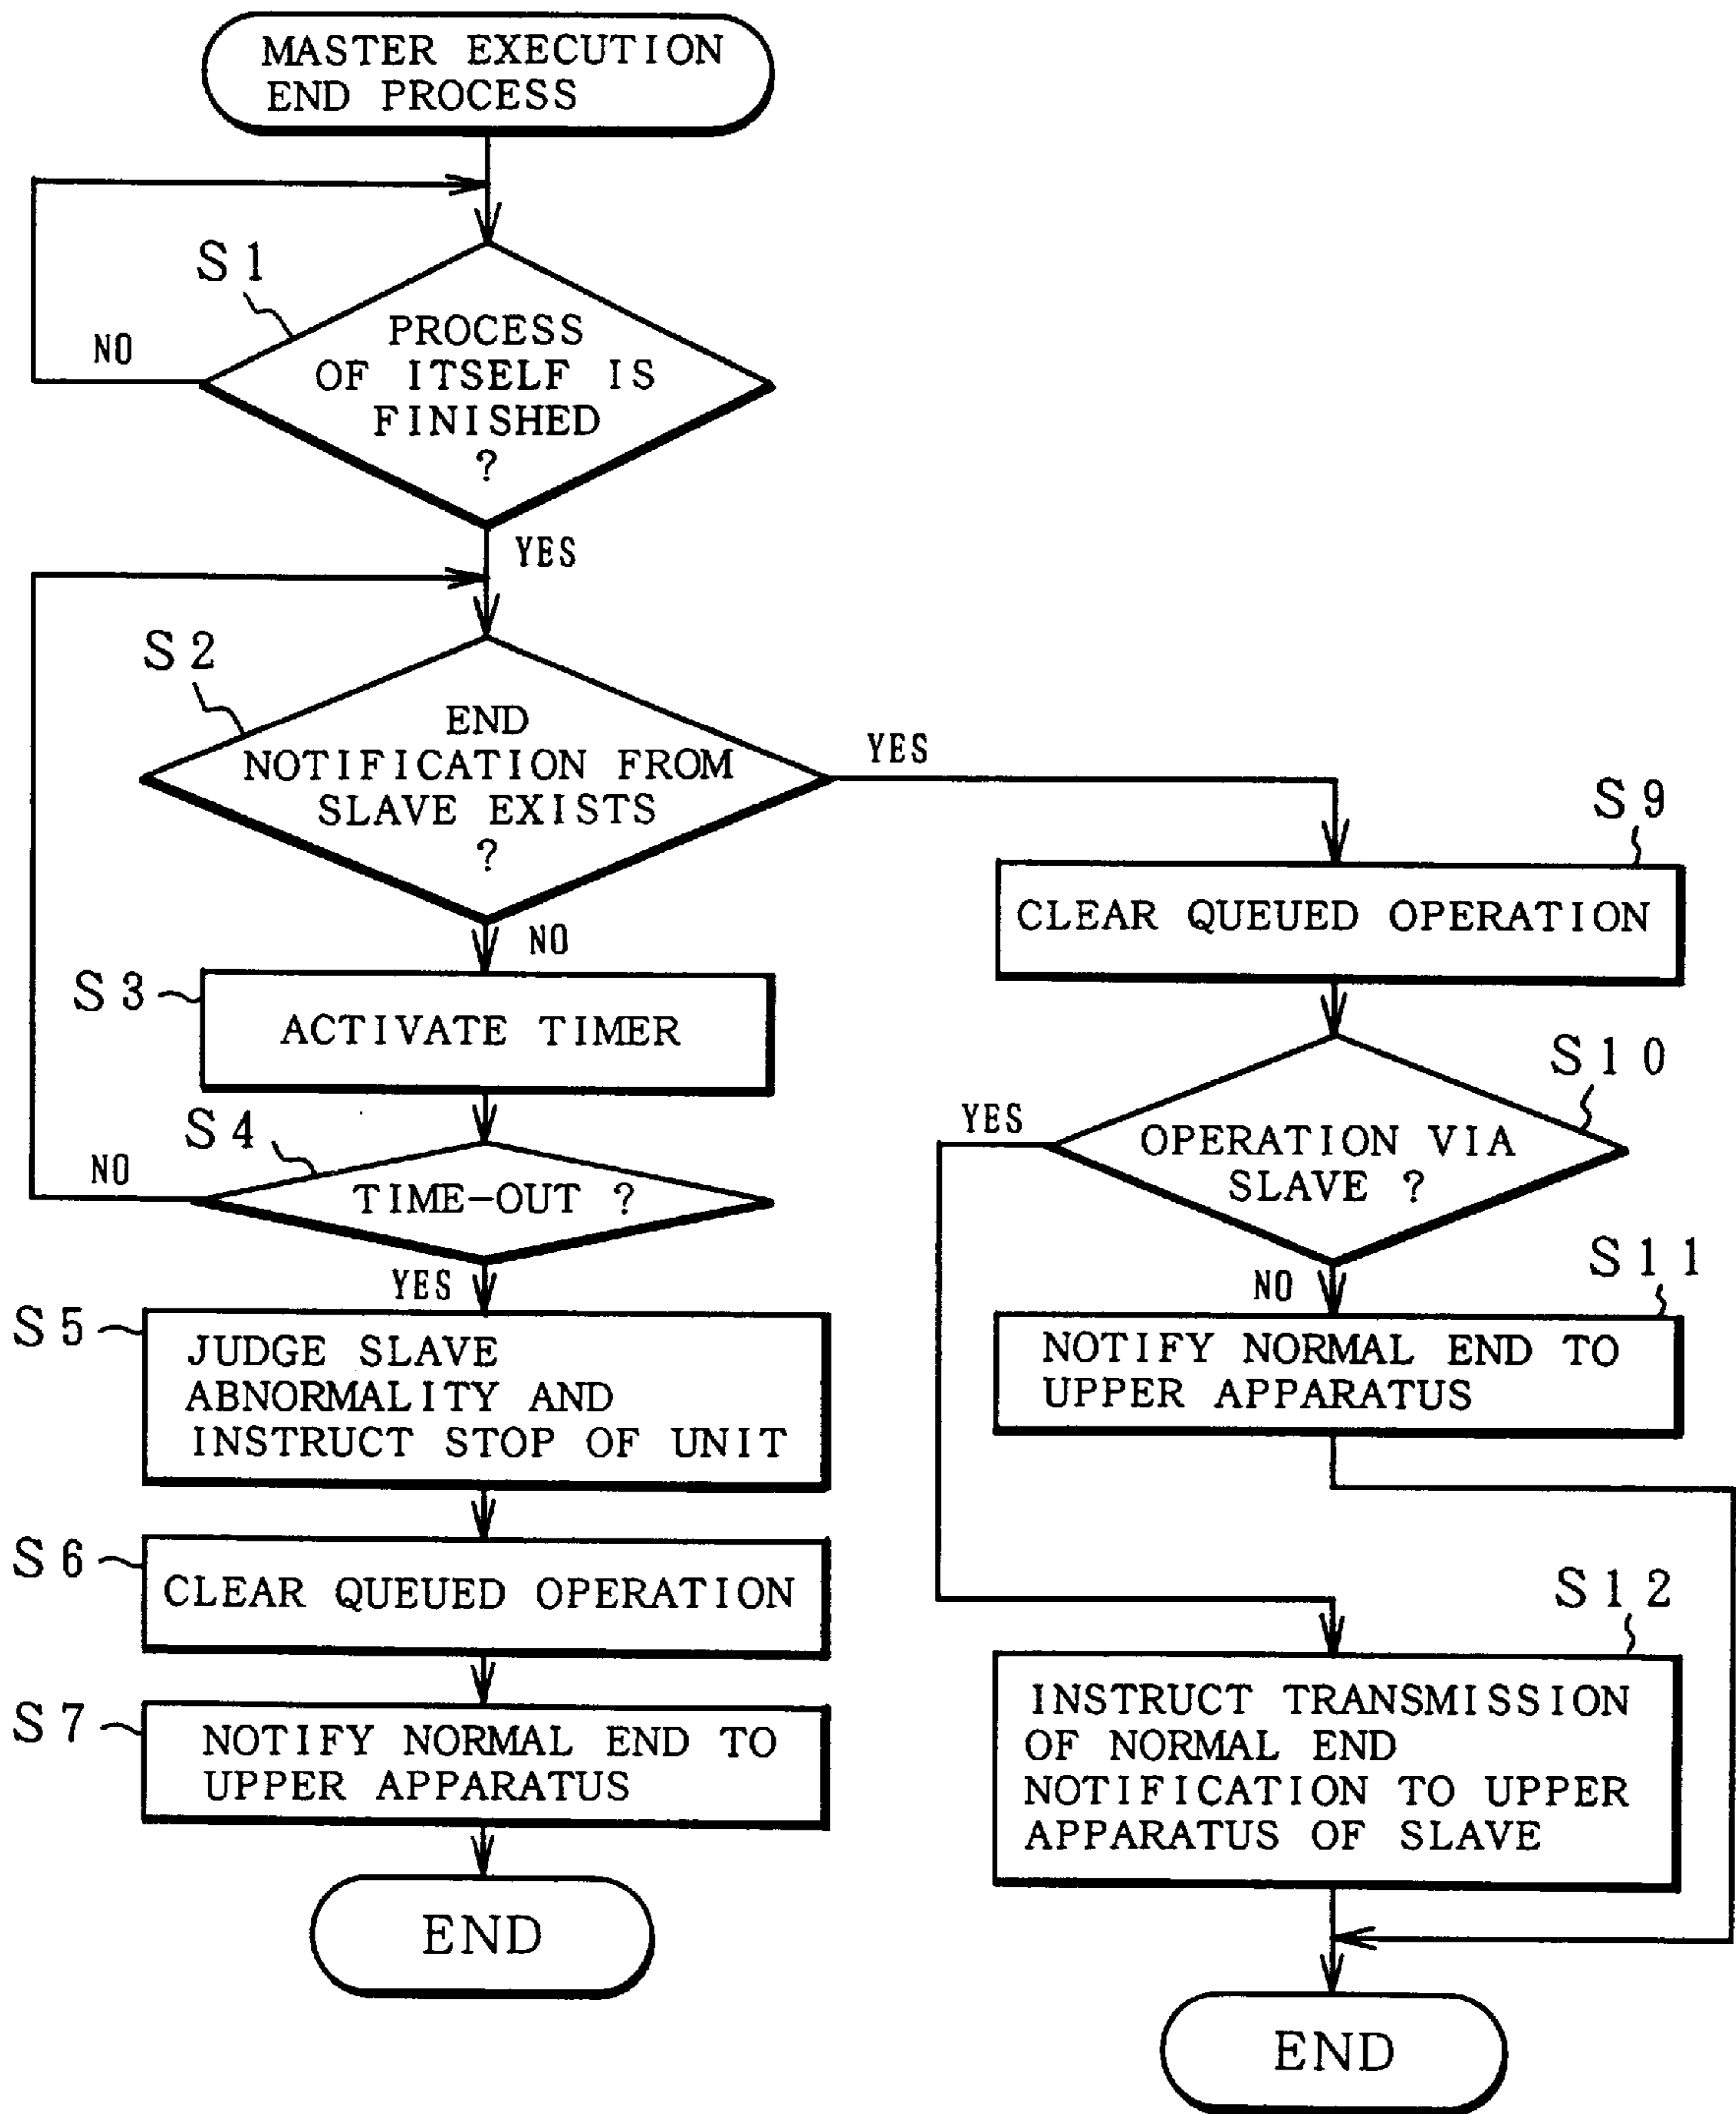 MASTER EXECUTION
END PROCESS
S1
PROCESS
OF ITSELF IS
FINISHED
?
NO
YES
S2
END
NOTIFICATION FROM
SLAVE EXISTS
?
YES
NO
S3
ACTIVATE TIMER
S4
TIME-OUT ?
NO
YES
S5
JUDGE SLAVE
ABNORMALITY AND
INSTRUCT STOP OF UNIT
S6
CLEAR QUEUED OPERATION
S7
NOTIFY NORMAL END TO
UPPER APPARATUS
END
S9
CLEAR QUEUED OPERATION
S10
OPERATION VIA
SLAVE ?
YES
NO
S11
NOTIFY NORMAL END TO
UPPER APPARATUS
S12
INSTRUCT TRANSMISSION
OF NORMAL END
NOTIFICATION TO UPPER
APPARATUS OF SLAVE
END